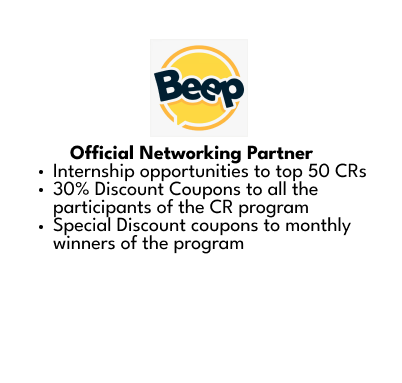 Beep
Official Networking Partner
• Internship opportunities to top 50 CRs
• 30% Discount Coupons to all the
participants of the CR program
• Special Discount coupons to monthly
winners of the program